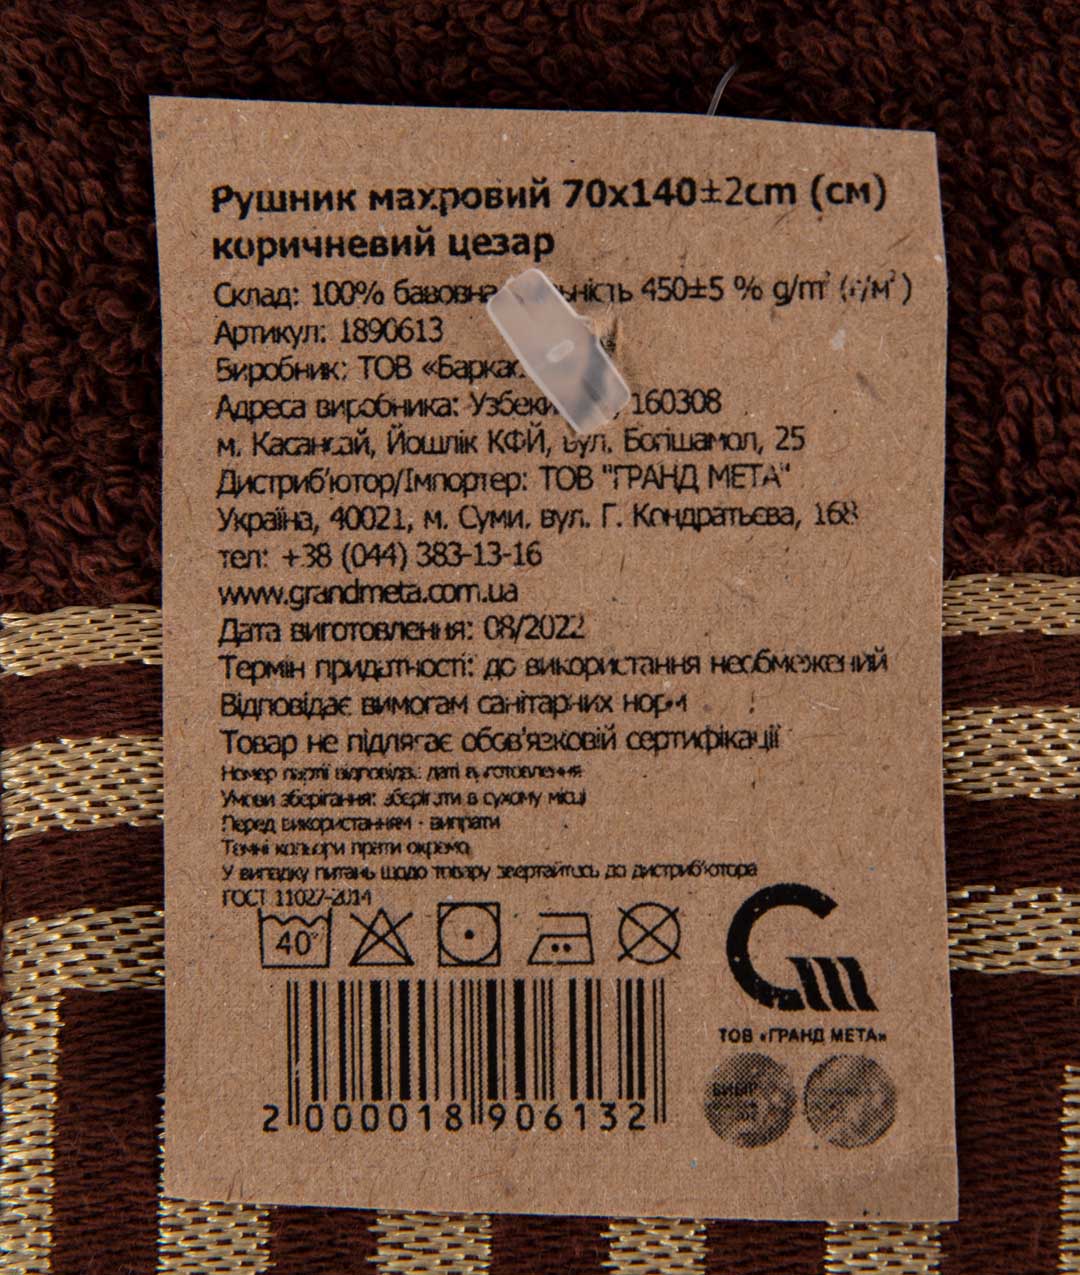 Рушник махровий 70х140±2cm (см)
коричневий цезар
Склад: 100% бавовна 450±5 % g/m² (г/м²)
Артикул: 1890613
Виробник: ТОВ
Адреса виробника: 160308
м. Касансай, Йошлік КФЙ, вул. Богішамол, 25
Дистриб'ютор/Імпортер: ТОВ "ГРАНД МЕТА"
Україна, 40021, м. Суми, вул. Г. Кондратьєва, 168
тел: +38 (044) 383-13-16
www.grandmeta.com.ua
Дата виготовлення: 08/2022
Термін придатності: до використання необмежений
Відповідає вимогам санітарних норм
Товар не підлягає обов'язковій сертифікації
Номер партії відповідає даті виготовлення
Умови зберігання: зберігати в сухому місці
Перед використанням - випрати
Темні кольори прати окремо
У випадку питань щодо товару звертайтись до дистриб'ютора
ГОСТ 11027-2014
40°
Gm
ТОВ «ГРАНД МЕТА»
2 000018 906132